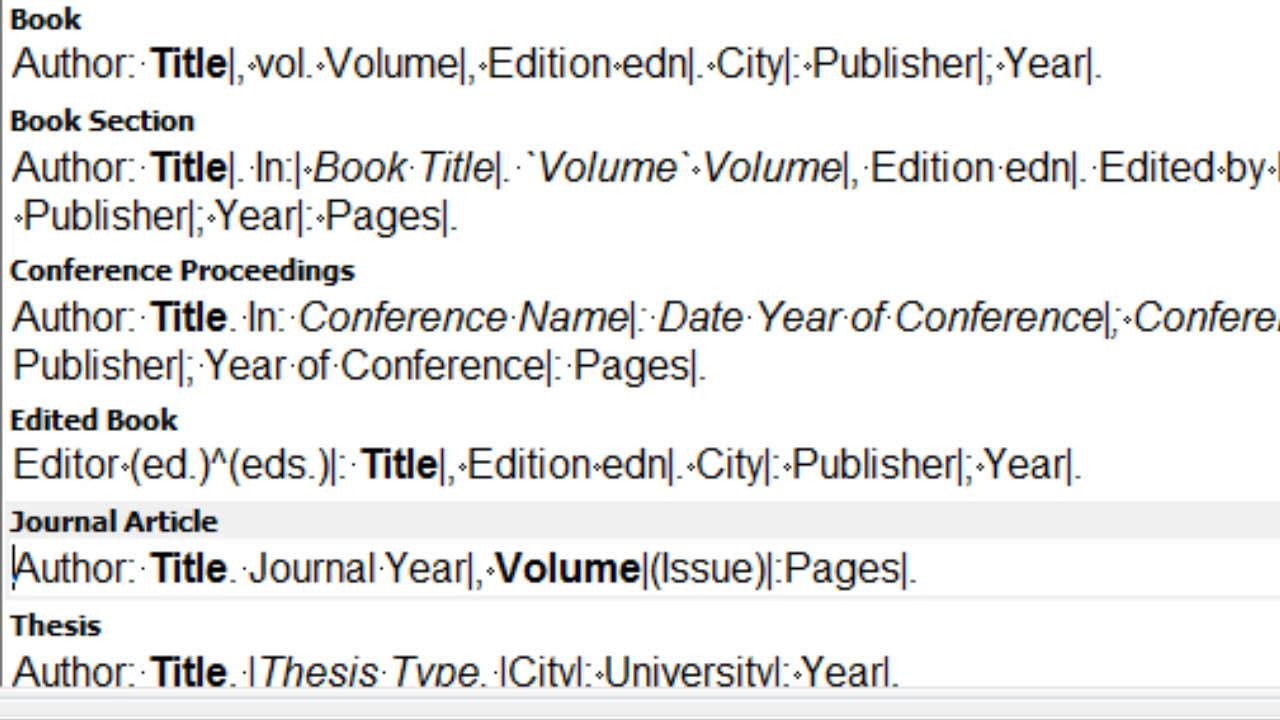 Book
Author:·Title|,⋄vol.⋄Volume|,⋄Edition⋄edn|.⋄City|:⋄Publisher|;⋄Year|.
Book Section
Author:·Title|.·In:|⋄Book·Title|.·`Volume`⋄Volume|,·Edition·edn|.·Edited⋄by⋄
⋄Publisher|;⋄Year|:⋄Pages|.
Conference Proceedings
Author:·Title.·In:·Conference·Name|:·Date·Year·of·Conference|;⋄Confere
Publisher|;·Year·of·Conference|:·Pages|.
Edited Book
Editor⋄(ed.)^(eds.)|:·Title|,⋄Edition⋄edn|.⋄City|:⋄Publisher|;⋄Year|.
Journal Article
Author:·Title.·Journal·Year|,⋄Volume|(Issue)|:Pages|.
Thesis
Author:·Title.·|Thesis·Type.·|City|:⋄University|:⋄Year|.